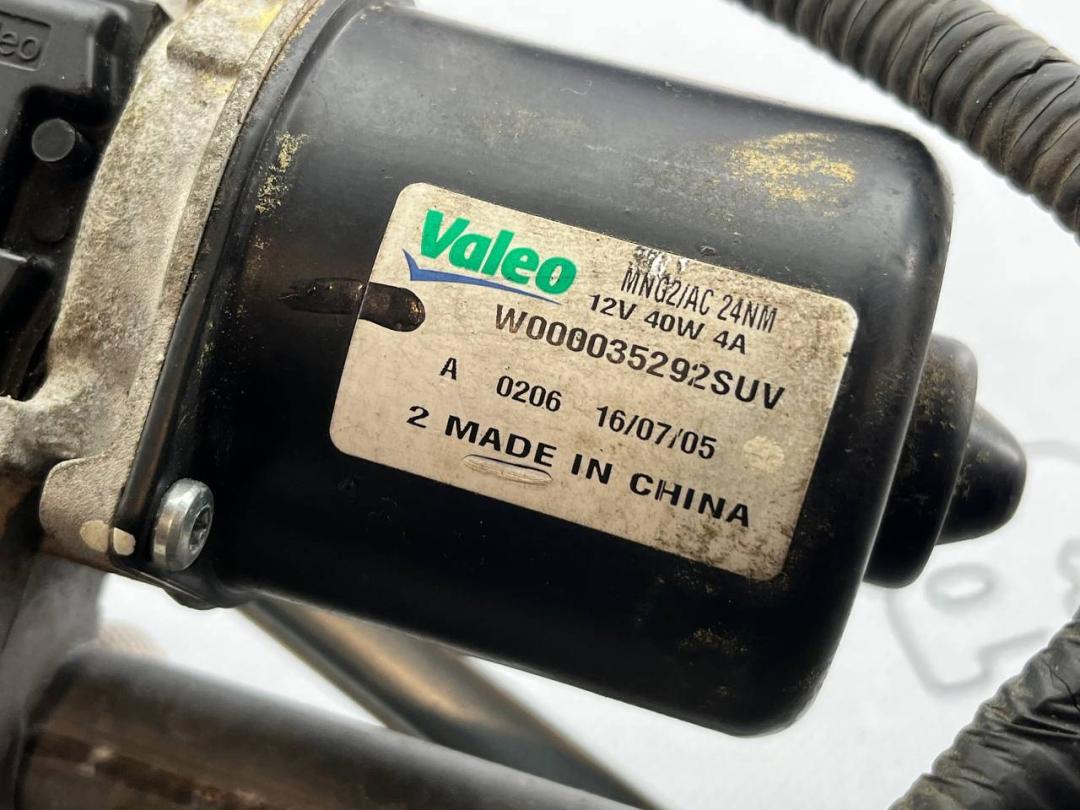 Valeo
MNG2/AC 24NM
12V 40W 4A
W000035292SUV
A 0206 16/07/05
2 MADE IN CHINA